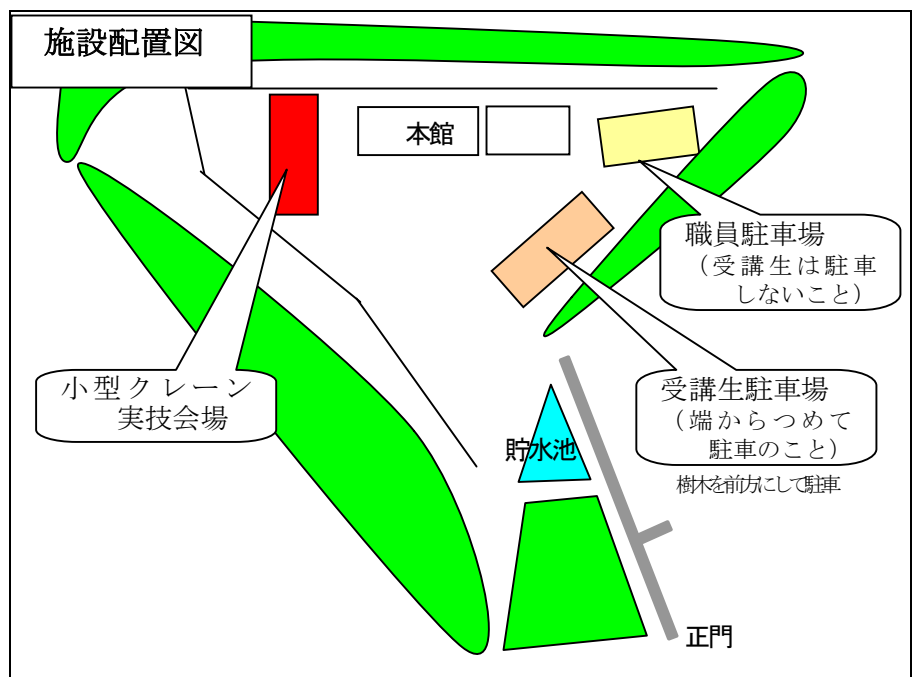 施設配置図
本館
職員駐車場
（受講生は駐車
しないこと）
小型クレーン
実技会場
受講生駐車場
（端からつめて
駐車のこと）
貯水池
樹木を前方にして駐車
正門